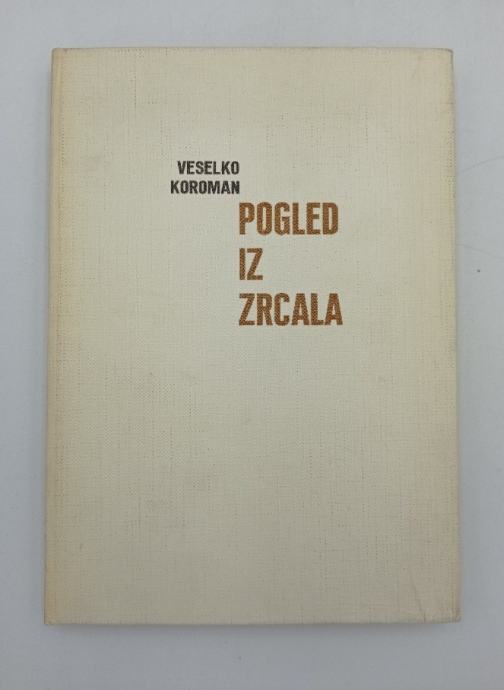 VESELKO
KOROMAN
POGLED
IZ
ZRCALA